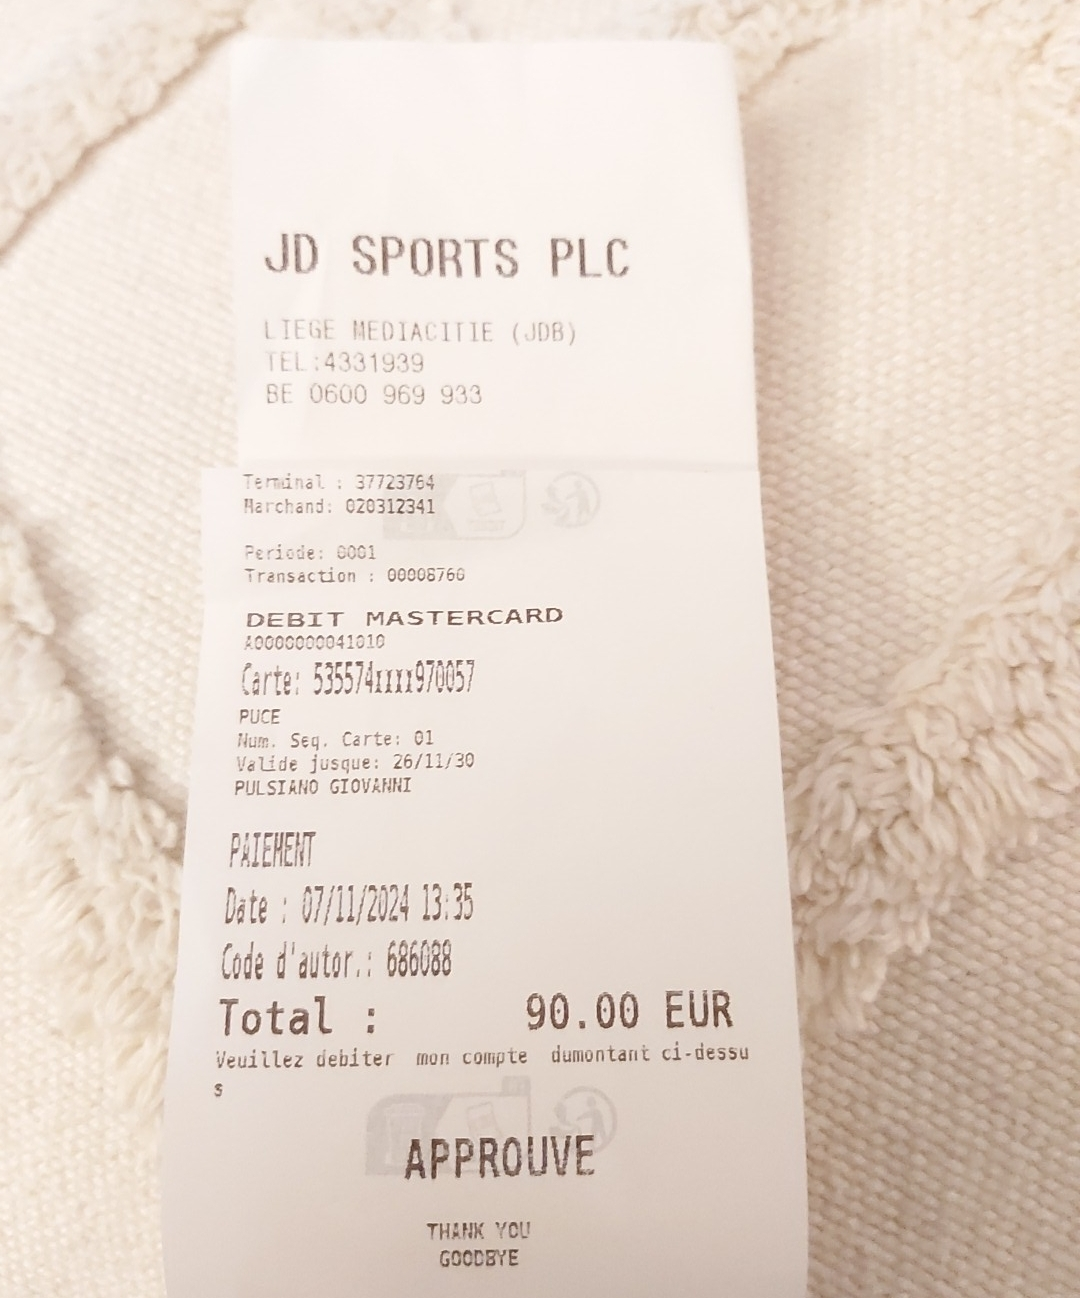 JD SPORTS PLC
LIEGE MEDIACITIE (JDB)
TEL:4331939
BE 0600 969 933
Terminal : 37723764
Marchand: 020312341
Periode: 0001
Transaction : 00008760
DEBIT MASTERCARD
A0000000041010
Carte: 535574xxxx970057
PUCE
Num. Seq. Carte: 01
Valide jusque: 26/11/30
PULSIANO GIOVANNI
PAIEMENT
Date : 07/11/2024 13:35
Code d'autor.: 686088
Total : 90.00 EUR
Veuillez debiter mon compte dumontant ci-dessu
s
APPROUVE
THANK YOU
GOODBYE